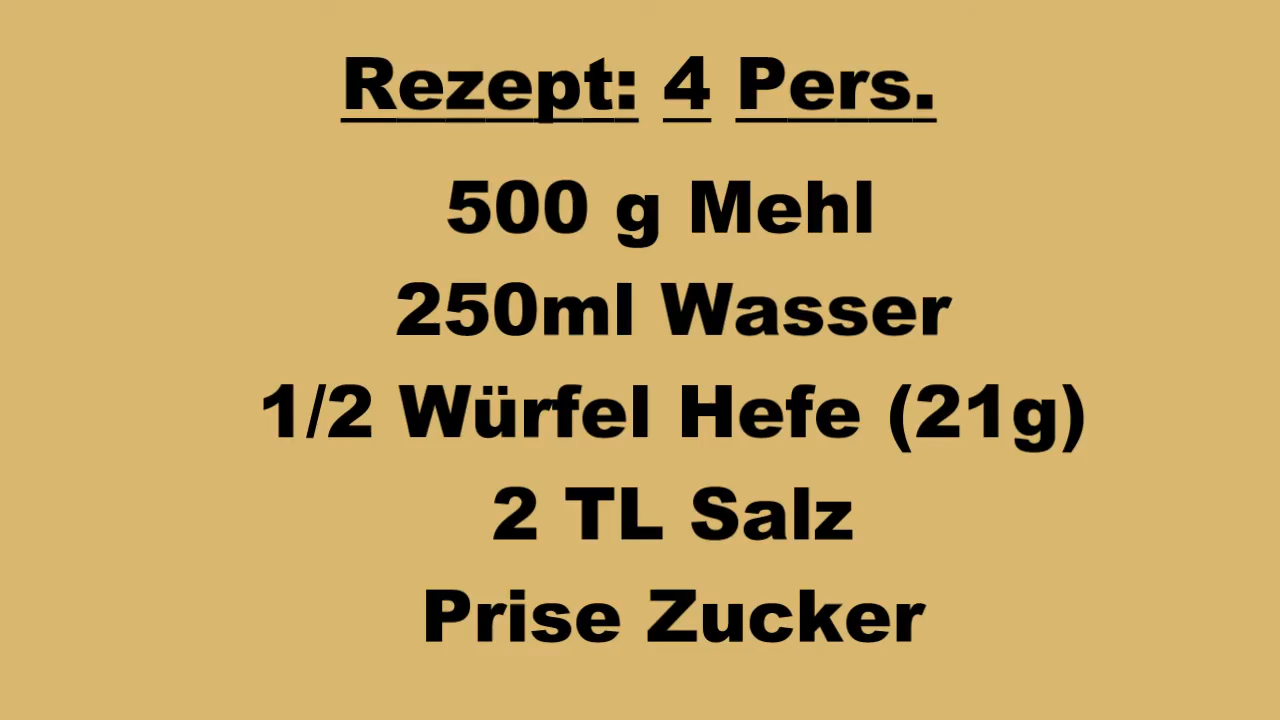 Rezept: 4 Pers.
500 g Mehl
250ml Wasser
1/2 Würfel Hefe (21g)
2 TL Salz
Prise Zucker